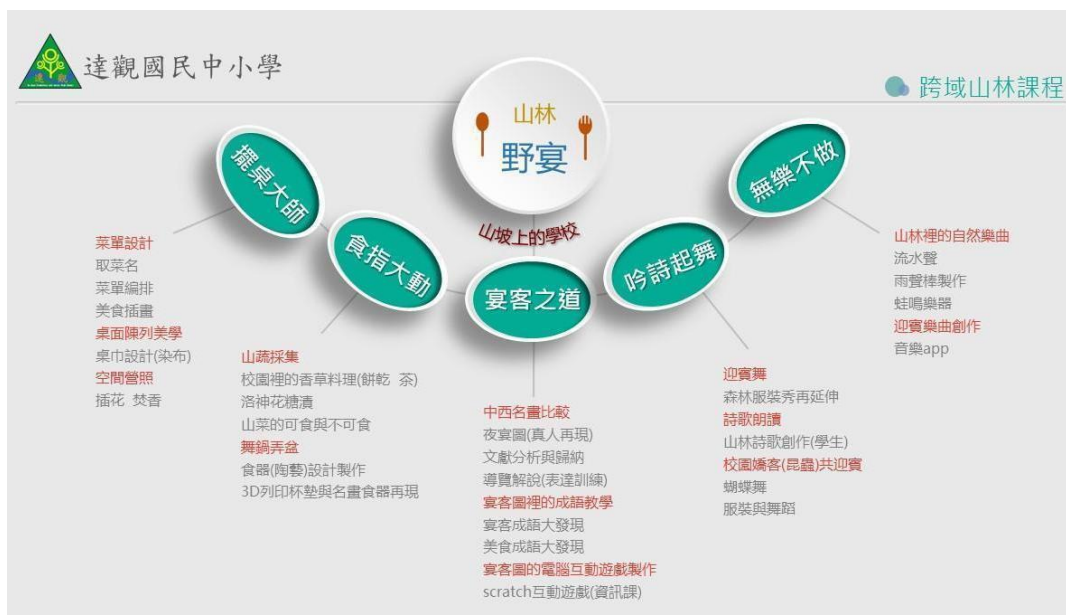 達觀國民中小學
跨域山林課程
山林
野宴
山坡上的學校
擺桌大師
菜單設計
取菜名
菜單編排
美食插畫
桌面陳列美學
桌巾設計(染布)
空間營照
插花 焚香
食指大動
山蔬採集
校園裡的香草料理(餅乾 茶)
洛神花糖漬
山菜的可食與不可食
舞鍋弄盆
食器(陶藝)設計製作
3D列印杯墊與名畫食器再現
宴客之道
中西名畫比較
夜宴圖(真人再現)
文獻分析與歸納
導覽解說(表達訓練)
宴客圖裡的成語教學
宴客成語大發現
美食成語大發現
宴客圖的電腦互動遊戲製作
scratch互動遊戲(資訊課)
吟詩起舞
迎賓舞
森林服裝秀再延伸
詩歌朗讀
山林詩歌創作(學生)
校園嬌客(昆蟲)共迎賓
蝴蝶舞
服裝與舞蹈
無樂不做
山林裡的自然樂曲
流水聲
雨聲棒製作
蛙鳴樂器
迎賓樂曲創作
音樂app